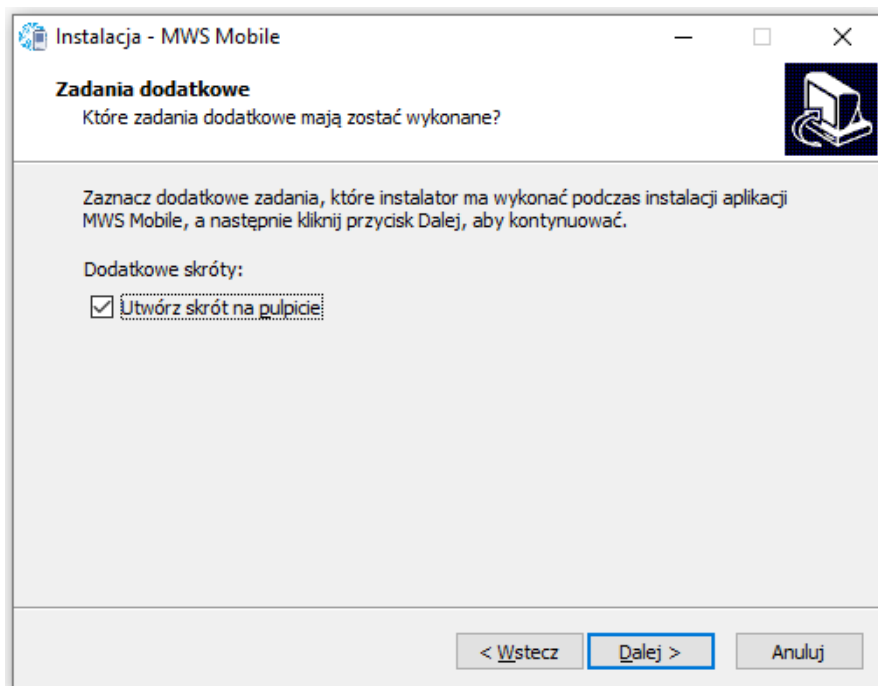 Instalacja - MWS Mobile
Zadania dodatkowe
Które zadania dodatkowe mają zostać wykonane?
Zaznacz dodatkowe zadania, które instalator ma wykonać podczas instalacji aplikacji
MWS Mobile, a następnie kliknij przycisk Dalej, aby kontynuować.
Dodatkowe skróty:
Utwórz skrót na pulpicie
< Wstecz Dalej > Anuluj